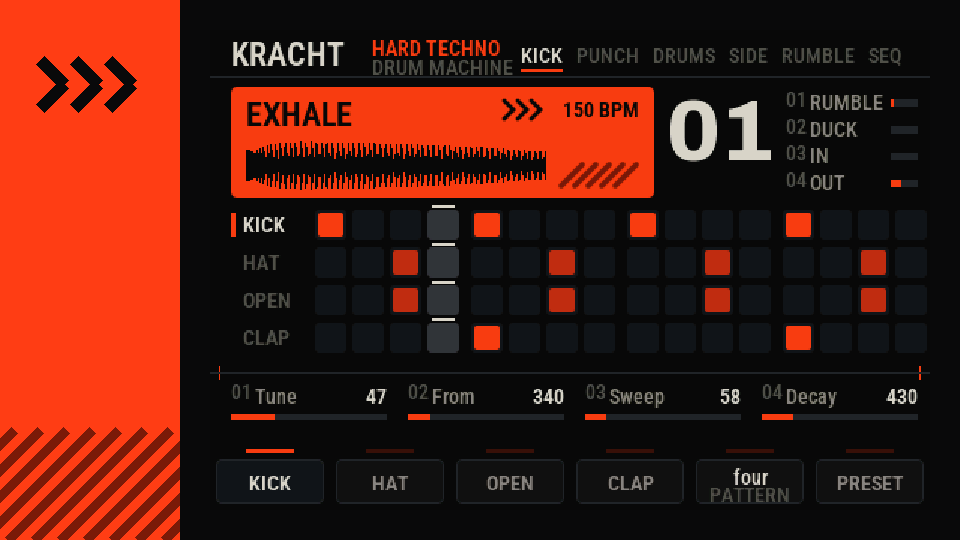 KRACHT
HARD TECHNO
DRUM MACHINE
KICK PUNCH DRUMS SIDE RUMBLE SEQ
EXHALE
150 BPM
01
01 RUMBLE
02 DUCK
03 IN
04 OUT
KICK
HAT
OPEN
CLAP
01 Tune 47
02 From 340
03 Sweep 58
04 Decay 430
KICK
HAT
OPEN
CLAP
four
PATTERN
PRESET